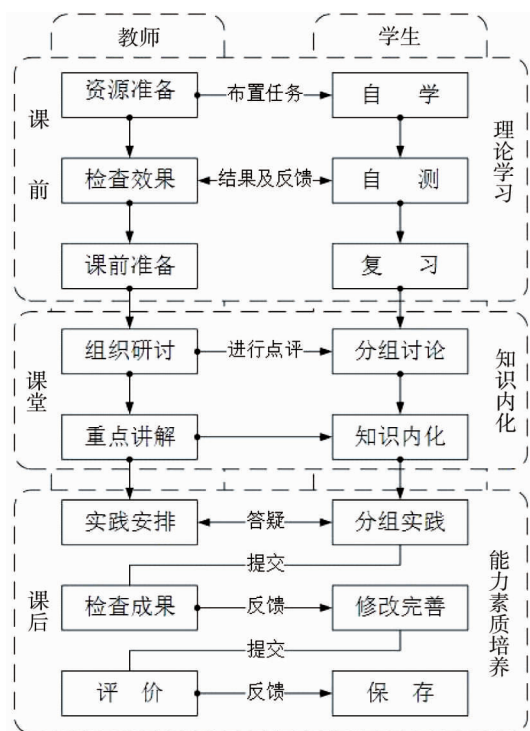 教师 学生
资源准备 布置任务 自 学
课前
理论学习
检查效果 结果及反馈 自 测
课前准备 复 习
组织研讨 进行点评 分组讨论
课堂
知识内化
重点讲解 知识内化
实践安排 答疑 分组实践
提交
课后
能力素质培养
检查成果 反馈 修改完善
提交
评 价 反馈 保 存